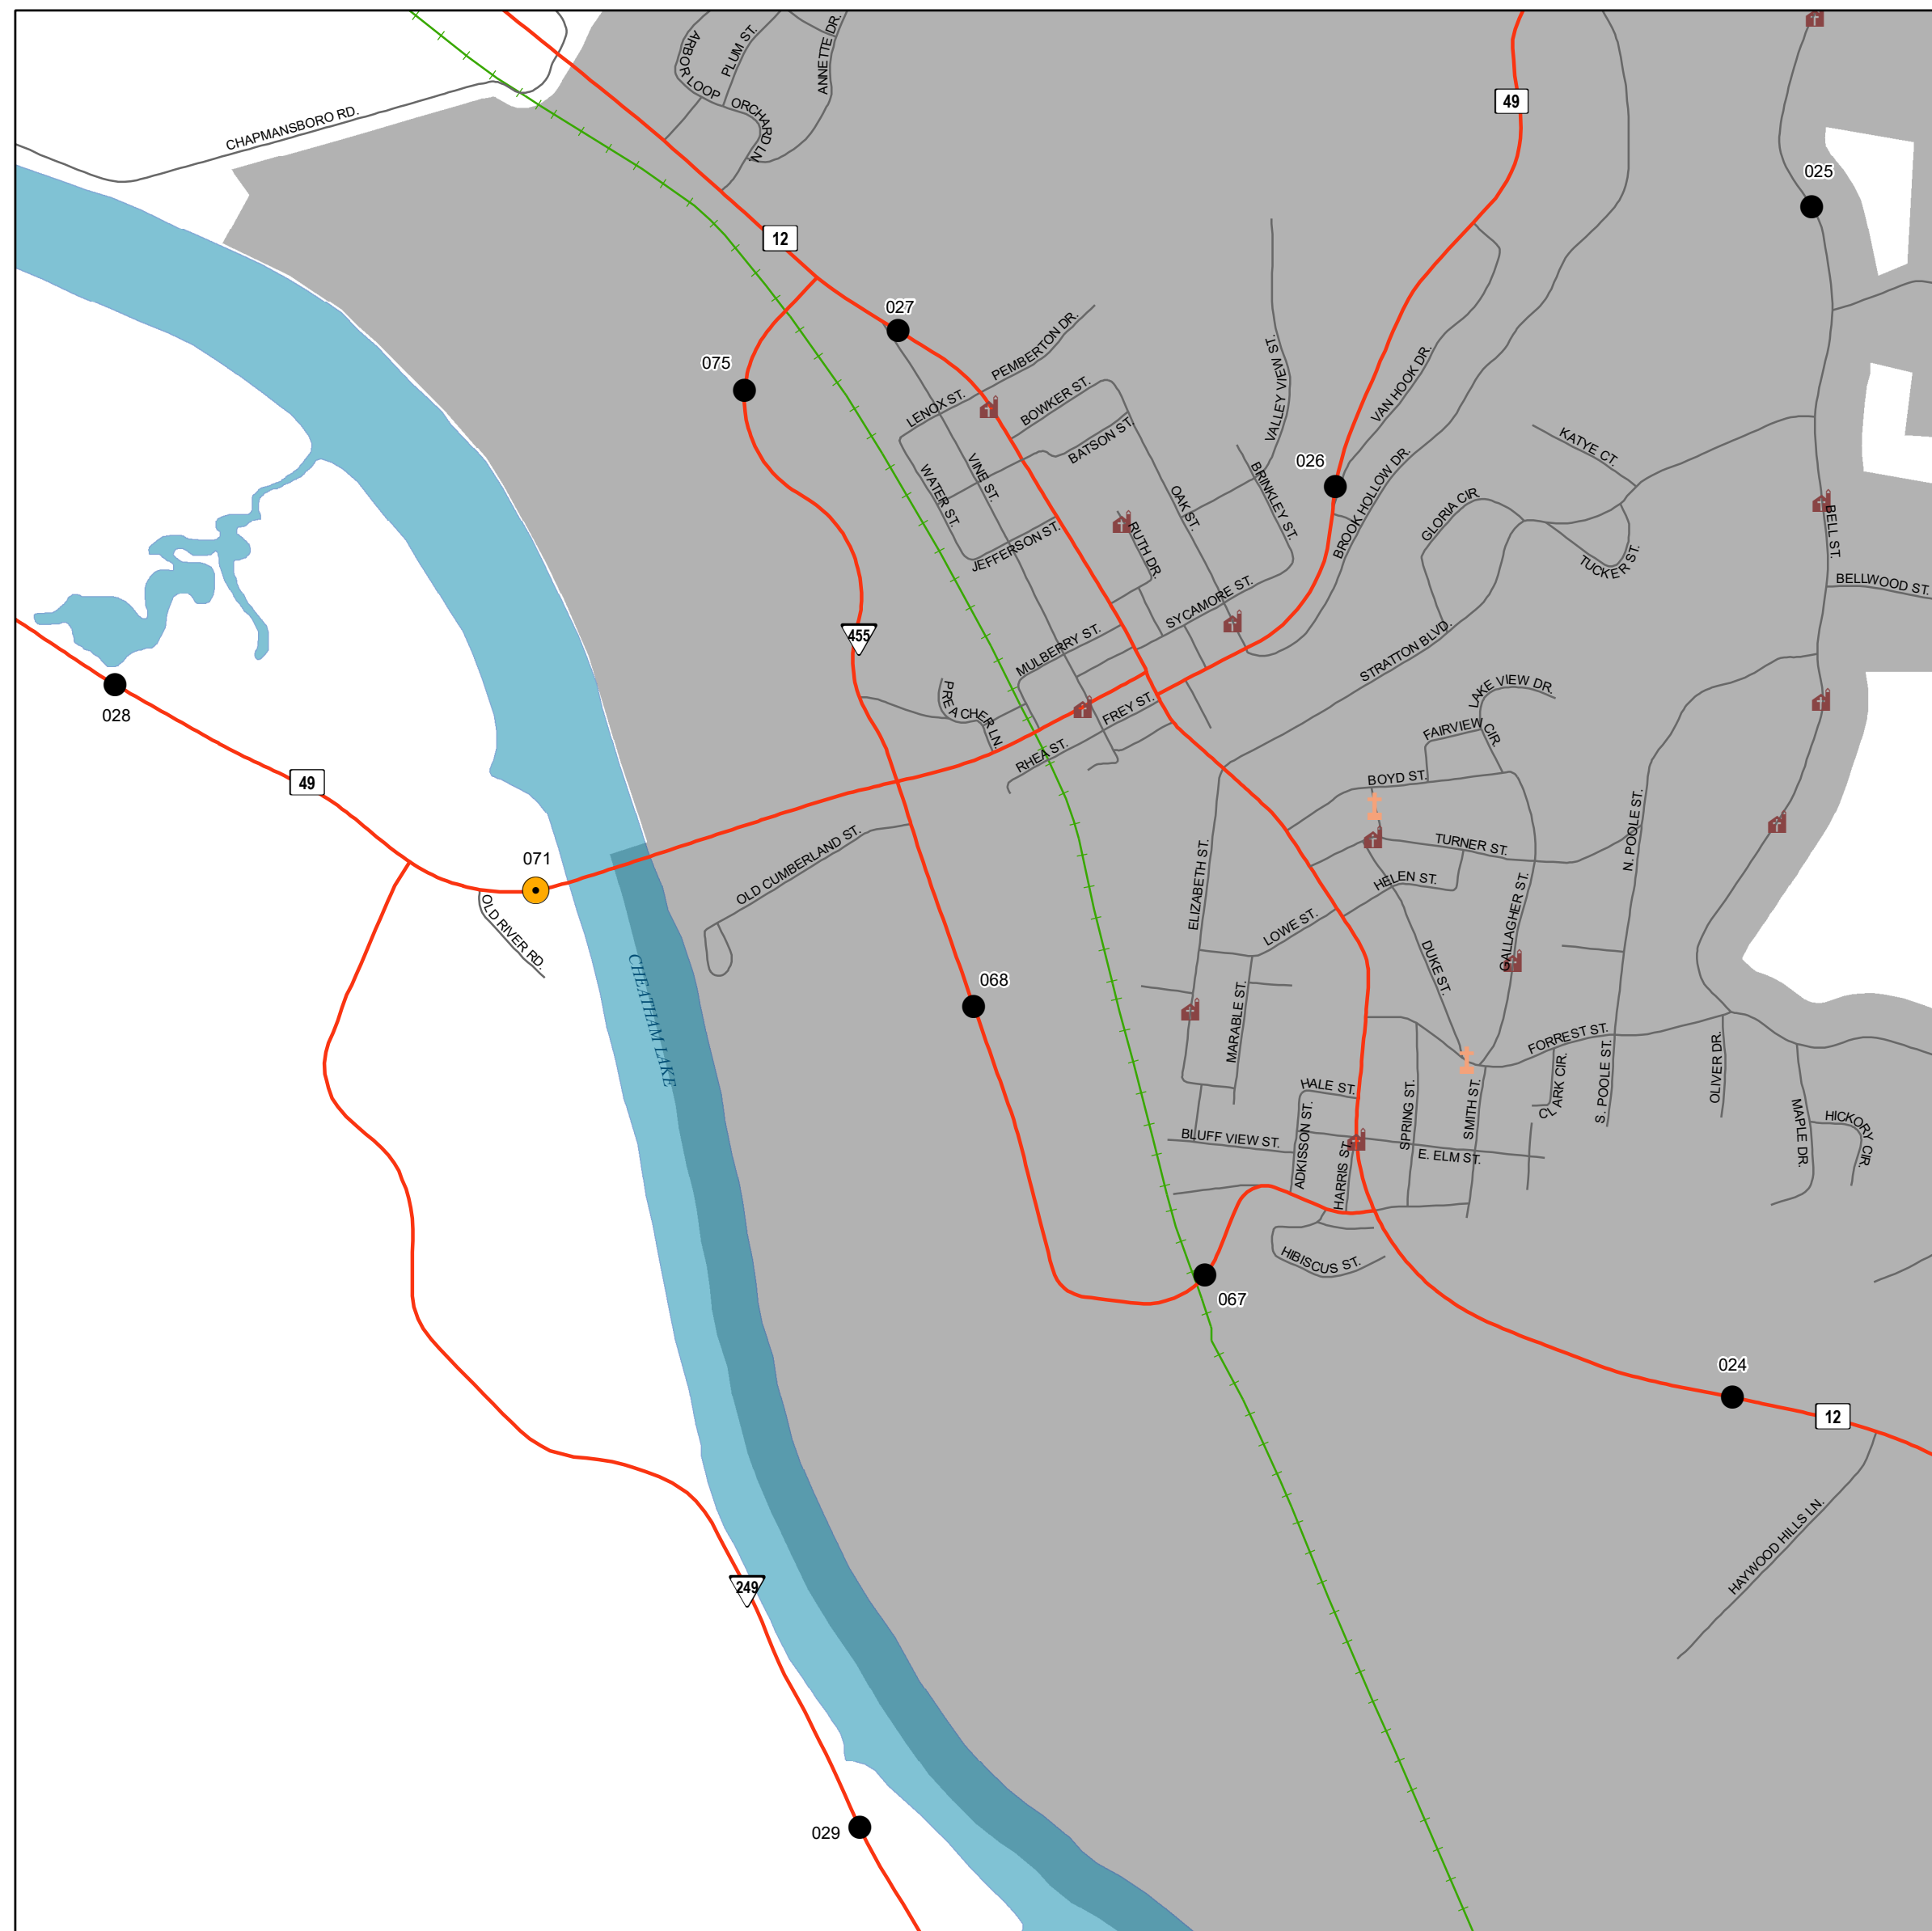 ARBOR LOOP
PLUM ST.
ANNETTE DR.
ORCHARD LN
CHAPMANSBORO RD.
49
025
12
027
075
PEMBERTON DR.
LENOX ST.
BOWKER ST.
BATSON ST.
VALLEY VIEW ST.
VAN HOOK DR.
KATYE CT.
026
WATER ST.
VINE ST.
OAK ST.
BRINKLEY ST.
BROOK HOLLOW DR.
GLORIA CIR
BELL ST.
JEFFERSON ST.
RUTH DR.
TUCKER ST.
BELLWOOD ST.
SYCAMORE ST.
455
MULBERRY ST.
STRATTON BLVD.
028
PREACHER LN.
FREY ST.
LAKE VIEW DR.
FAIRVIEW CIR
RHEA ST.
49
BOYD ST.
OLD CUMBERLAND ST.
TURNER ST.
N. POOLE ST.
071
ELIZABETH ST.
HELEN ST.
OLD RIVER RD.
LOWE ST.
GALLAGHER ST.
DUKE ST.
CHEATHAM LAKE
068
MARABLE ST.
FORREST ST.
HALE ST.
SPRING ST.
SMITH ST.
CLARK CIR.
S. POOLE ST.
OLIVER DR.
MAPLE DR.
HICKORY CIR.
BLUFF VIEW ST.
ADKISSON ST.
HARRIS ST.
E. ELM ST.
HIBISCUS ST.
067
024
12
HAYWOOD HILLS LN.
249
029